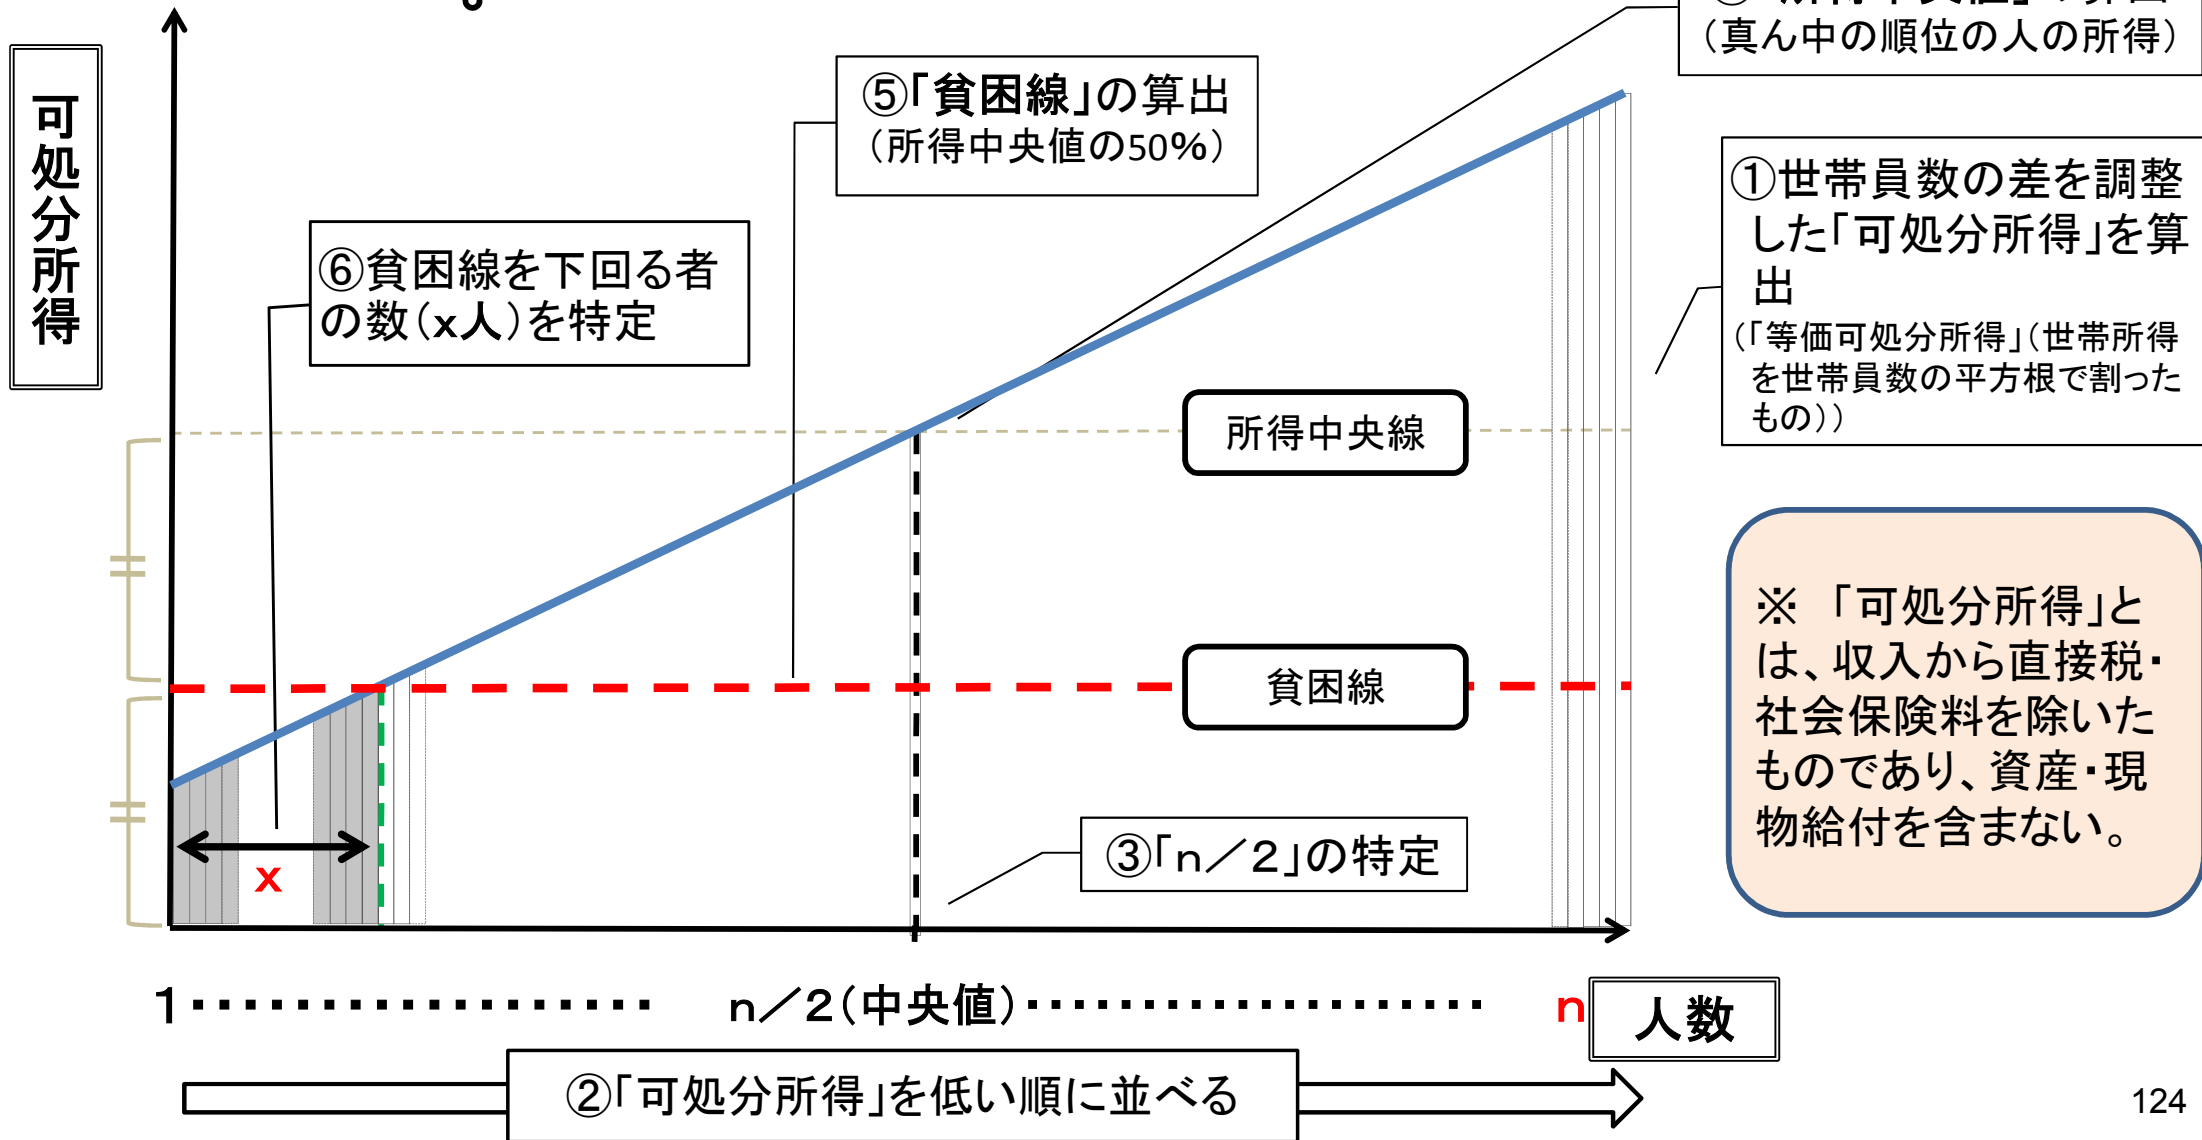 。
(真ん中の順位の人の所得)
可処分所得
⑤「貧困線」の算出
(所得中央値の50%)
①世帯員数の差を調整
した「可処分所得」を算
出
(「等価可処分所得」(世帯所得
を世帯員数の平方根で割った
もの))
⑥貧困線を下回る者
の数(x人)を特定
所得中央線
貧困線
※ 「可処分所得」と
は、収入から直接税・
社会保険料を除いた
ものであり、資産・現
物給付を含まない。
x
③「n/2」の特定
1 ・・・・・・・・・・・・・・・・・・ n/2(中央値)・・・・・・・・・・・・・・・・・・ n
人数
②「可処分所得」を低い順に並べる
124